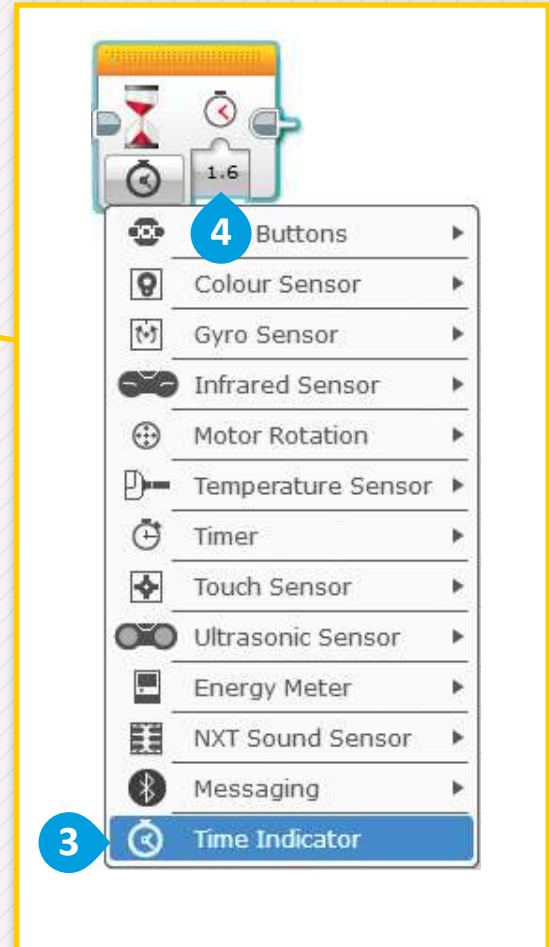 1.6
4
Buttons
Colour Sensor
Gyro Sensor
Infrared Sensor
Motor Rotation
Temperature Sensor
Timer
Touch Sensor
Ultrasonic Sensor
Energy Meter
NXT Sound Sensor
Messaging
3 Time Indicator